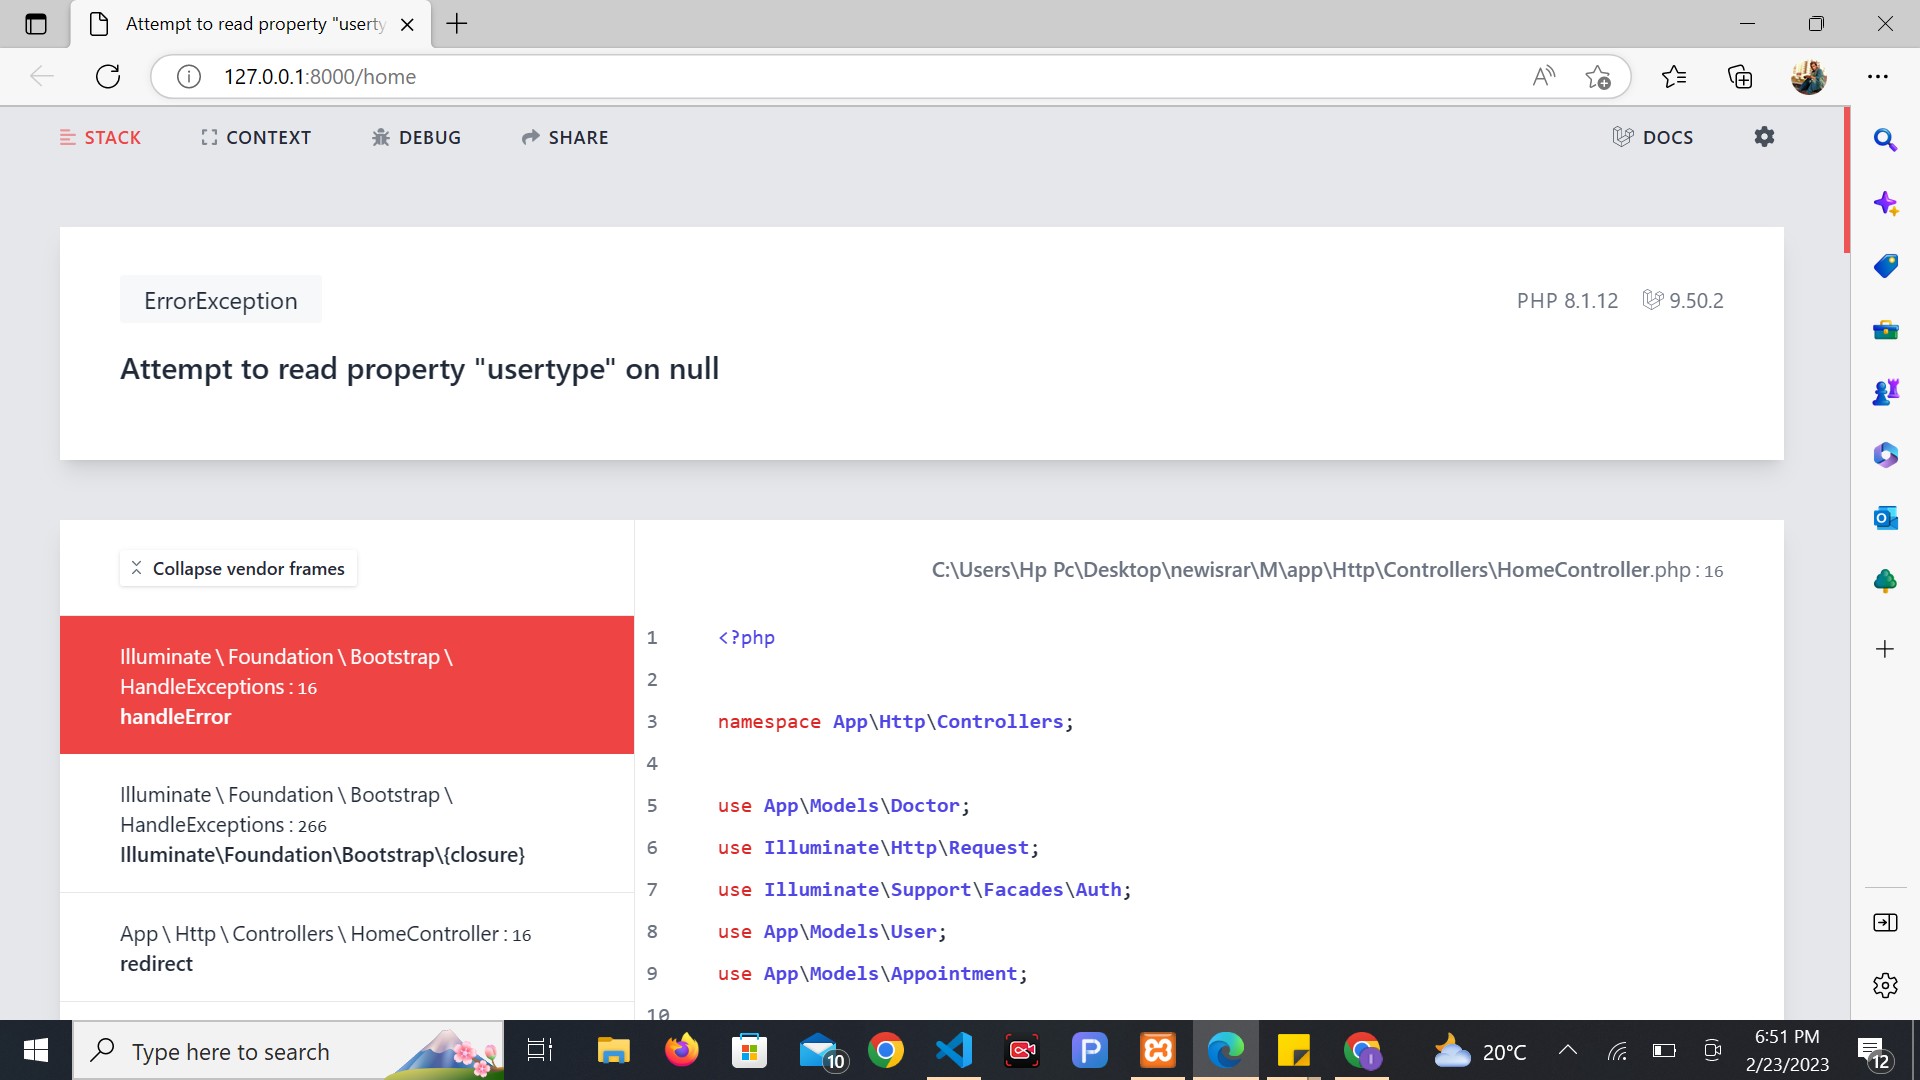 Attempt to read property "userty
127.0.0.1:8000/home
STACK
CONTEXT
DEBUG
SHARE
DOCS
ErrorException
PHP 8.1.12
9.50.2
Attempt to read property "usertype" on null
Collapse vendor frames
C:\Users\Hp Pc\Desktop\newisrar\M\app\Http\Controllers\HomeController.php : 16
Illuminate \ Foundation \ Bootstrap \
HandleExceptions : 16
handleError
Illuminate \ Foundation \ Bootstrap \
HandleExceptions : 266
Illuminate\Foundation\Bootstrap\{closure}
App \ Http \ Controllers \ HomeController : 16
redirect
1 <?php
2
3 namespace App\Http\Controllers;
4
5 use App\Models\Doctor;
6 use Illuminate\Http\Request;
7 use Illuminate\Support\Facades\Auth;
8 use App\Models\User;
9 use App\Models\Appointment;
10
Type here to search
10
20°C
6:51 PM
2/23/2023
12